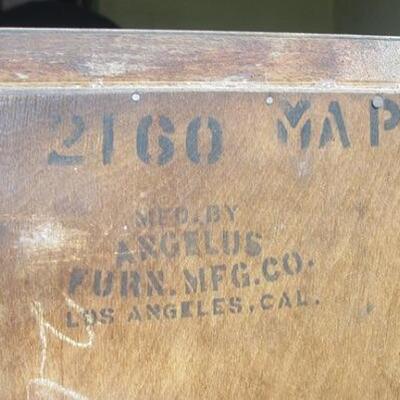 2160 MAP
MFD. BY
ANGELUS
FURN. MFG. CO.
LOS ANGELES, CAL.